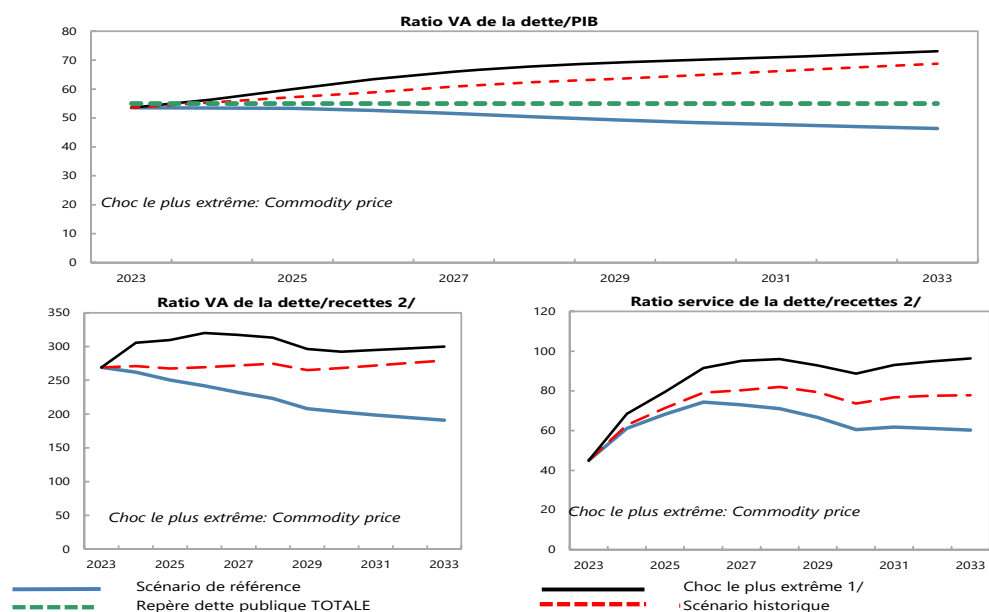 Ratio VA de la dette/PIB
80
70
60
50
40
30
20
10
0
Choc le plus extrême: Commodity price
2023 2025 2027 2029 2031 2033
Ratio VA de la dette/recettes 2/
350
300
250
200
150
100
50
0
Choc le plus extrême: Commodity price
2023 2025 2027 2029 2031 2033
Ratio service de la dette/recettes 2/
120
100
80
60
40
20
0
Choc le plus extrême: Commodity price
2023 2025 2027 2029 2031 2033
Scénario de référence
Choc le plus extrême 1/
Repère dette publique TOTALE
Scénario historique